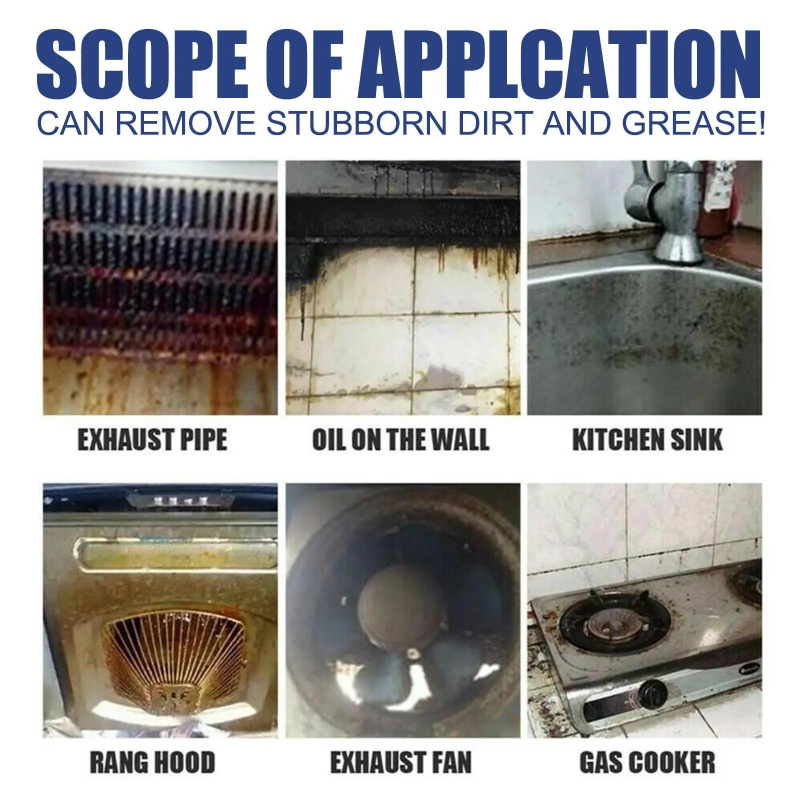 SCOPE OF APPLCATION
CAN REMOVE STUBBORN DIRT AND GREASE!
EXHAUST PIPE
OIL ON THE WALL
KITCHEN SINK
RANG HOOD
EXHAUST FAN
GAS COOKER